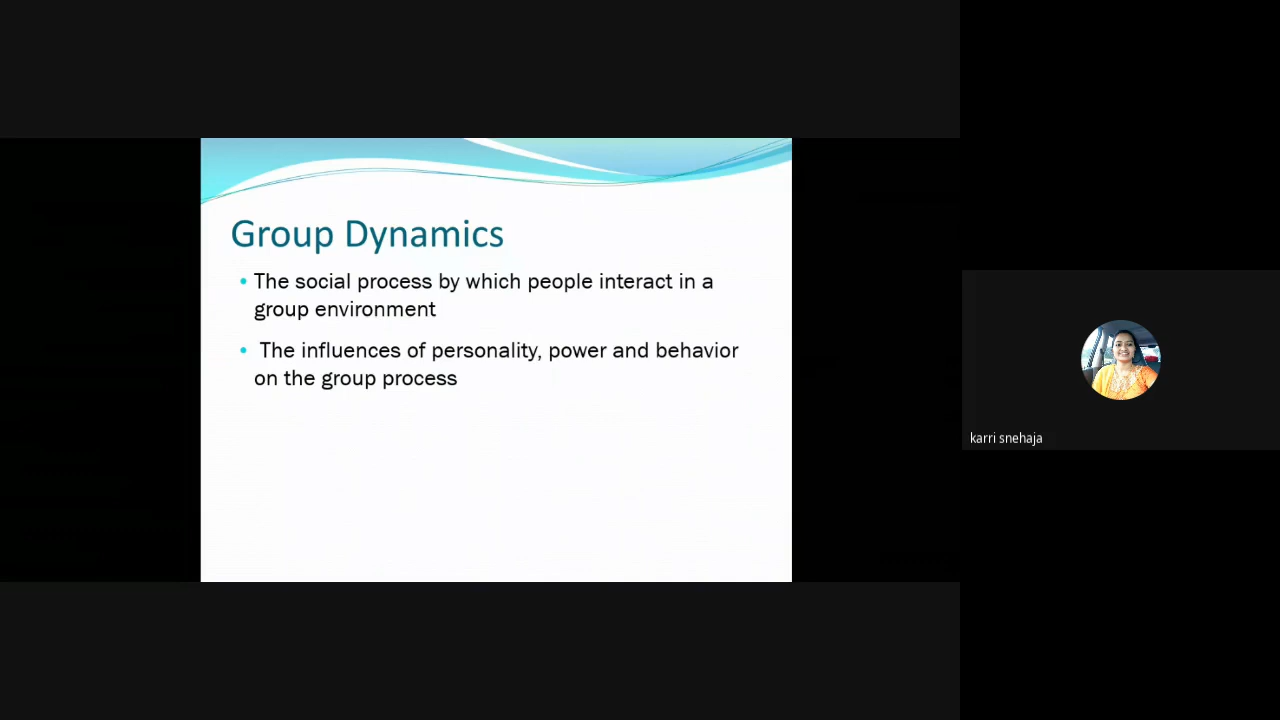 Group Dynamics
• The social process by which people interact in a
group environment
• The influences of personality, power and behavior
on the group process
karri snehaja